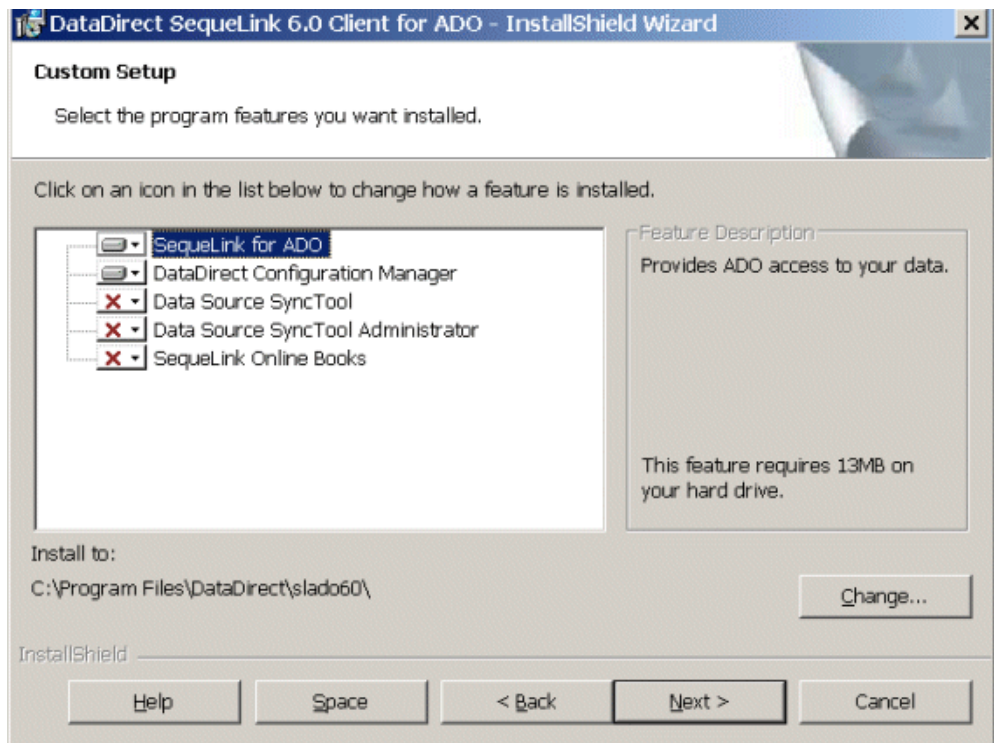 DataDirect SequeLink 6.0 Client for ADO - InstallShield Wizard
Custom Setup
Select the program features you want installed.
Click on an icon in the list below to change how a feature is installed.
SequeLink for ADO
DataDirect Configuration Manager
Data Source SyncTool
Data Source SyncTool Administrator
SequeLink Online Books
Feature Description
Provides ADO access to your data.
This feature requires 13MB on
your hard drive.
Install to:
C:\Program Files\DataDirect\slado60\
Change...
InstallShield
Help
Space
< Back
Next >
Cancel